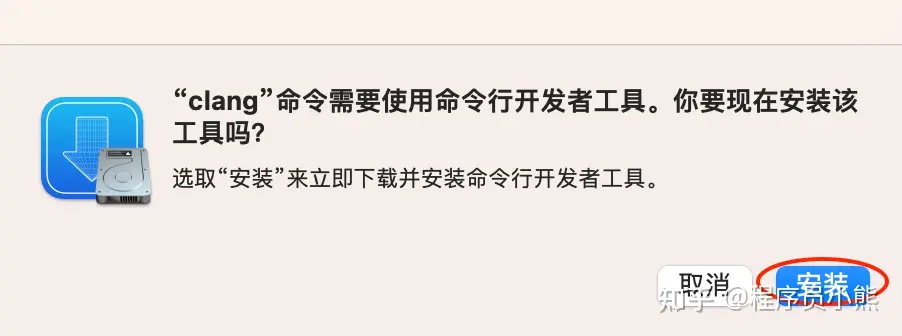 “clang”命令需要使用命令行开发者工具。你要现在安装该
工具吗?
选取“安装”来立即下载并安装命令行开发者工具。
取消
安装
知乎 @程序员小熊